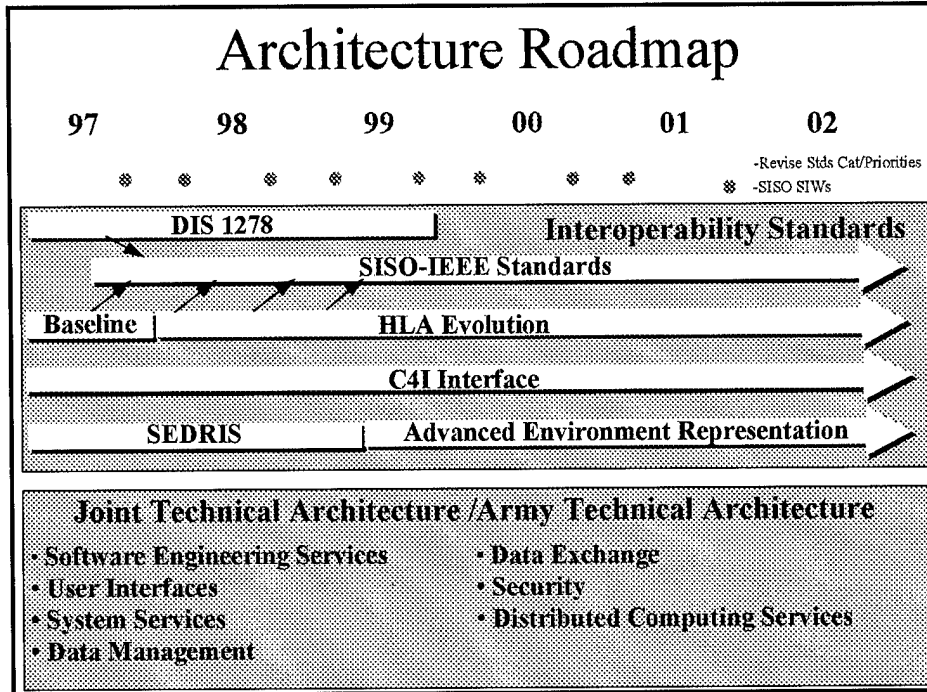 Architecture Roadmap
97 98 99 00 01 02
-Revise Stds Cat/Priorities
-SISO SIWs
DIS 1278
Interoperability Standards
SISO-IEEE Standards
Baseline
HLA Evolution
C4I Interface
SEDRIS
Advanced Environment Representation
Joint Technical Architecture /Army Technical Architecture
• Software Engineering Services
• User Interfaces
• System Services
• Data Management
• Data Exchange
• Security
• Distributed Computing Services